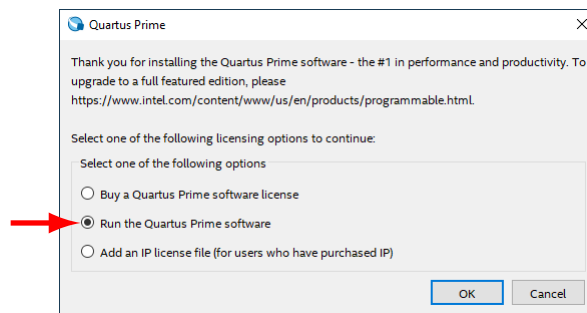 Quartus Prime
Thank you for installing the Quartus Prime software - the #1 in performance and productivity. To
upgrade to a full featured edition, please
https://www.intel.com/content/www/us/en/products/programmable.html.
Select one of the following licensing options to continue:
Select one of the following options
Buy a Quartus Prime software license
Run the Quartus Prime software
Add an IP license file (for users who have purchased IP)
OK Cancel